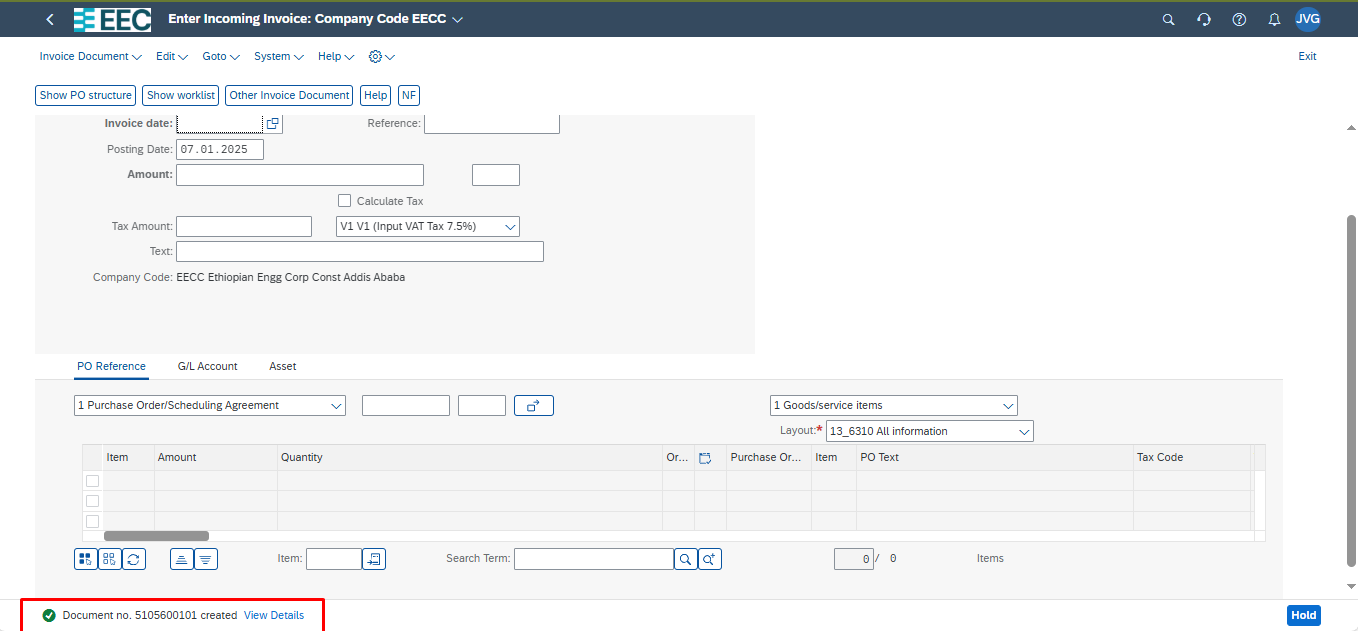 EEC Enter Incoming Invoice: Company Code EECC JVG
Invoice Document Edit Goto System Help Exit
Show PO structure Show worklist Other Invoice Document Help NF
Invoice date: Reference:
Posting Date: 07.01.2025
Amount:
Calculate Tax
Tax Amount: V1 V1 (Input VAT Tax 7.5%)
Text:
Company Code: EECC Ethiopian Engg Corp Const Addis Ababa
PO Reference G/L Account Asset
1 Purchase Order/Scheduling Agreement 1 Goods/service items
Layout:* 13_6310 All information
Item Amount Quantity Or... Purchase Or... Item PO Text Tax Code
Item: Search Term: 0 / 0 Items
Document no. 5105600101 created View Details Hold